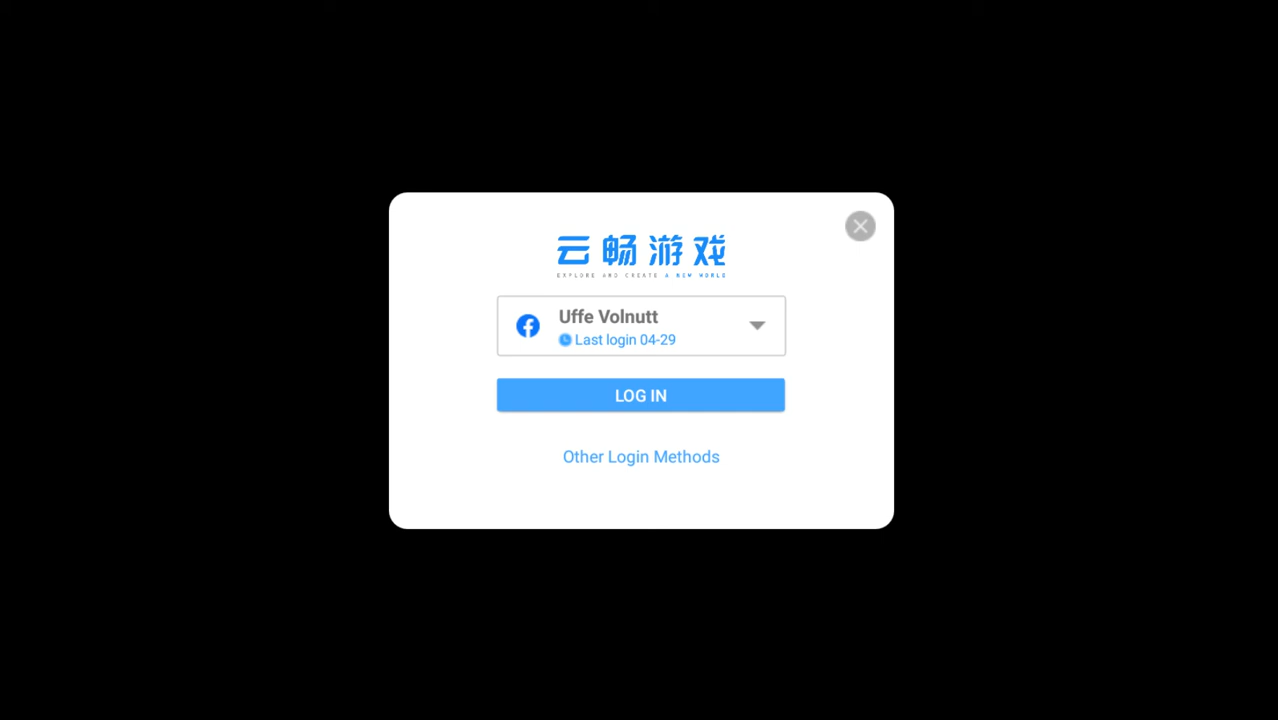 云畅游戏
EXPLORE AND CREATE A NEW WORLD
Uffe Volnutt
Last login 04-29
LOG IN
Other Login Methods